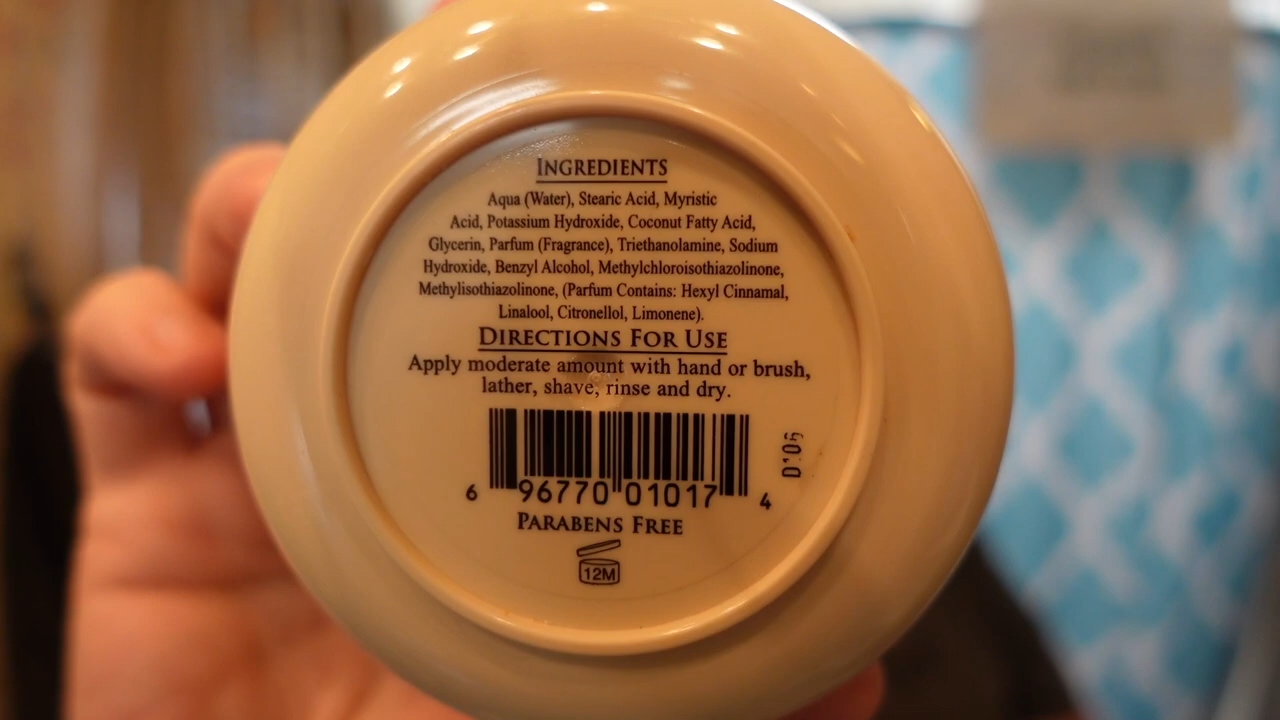 INGREDIENTS
Aqua (Water), Stearic Acid, Myristic
Acid, Potassium Hydroxide, Coconut Fatty Acid,
Glycerin, Parfum (Fragrance), Triethanolamine, Sodium
Hydroxide, Benzyl Alcohol, Methylchloroisothiazolinone,
Methylisothiazolinone, (Parfum Contains: Hexyl Cinnamal,
Linalool, Citronellol, Limonene).
DIRECTIONS FOR USE
Apply moderate amount with hand or brush,
lather, shave, rinse and dry.
6 96770 01017 4
PARABENS FREE
12M